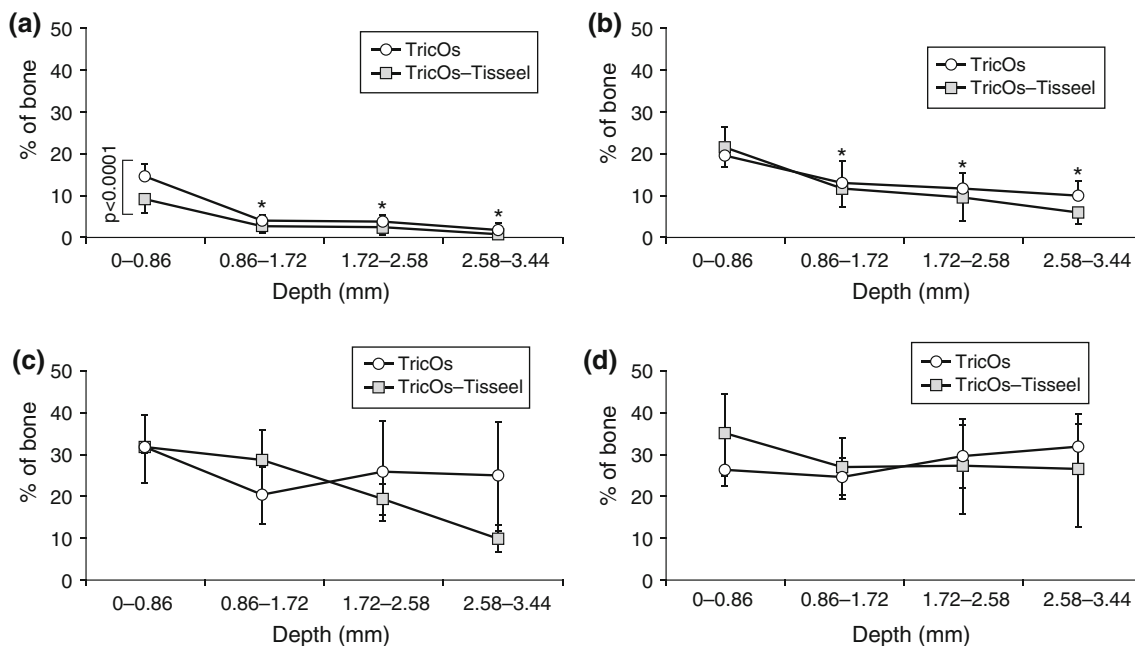 (a)
50
40
30
20
10
0
% of bone
p<0.0001
TricOs
TricOs–Tisseel
* * *
0–0.86 0.86–1.72 1.72–2.58 2.58–3.44
Depth (mm)
(b)
50
40
30
20
10
0
% of bone
TricOs
TricOs–Tisseel
* * *
0–0.86 0.86–1.72 1.72–2.58 2.58–3.44
Depth (mm)
(c)
50
40
30
20
10
0
% of bone
TricOs
TricOs–Tisseel
0–0.86 0.86–1.72 1.72–2.58 2.58–3.44
Depth (mm)
(d)
50
40
30
20
10
0
% of bone
TricOs
TricOs–Tisseel
0–0.86 0.86–1.72 1.72–2.58 2.58–3.44
Depth (mm)